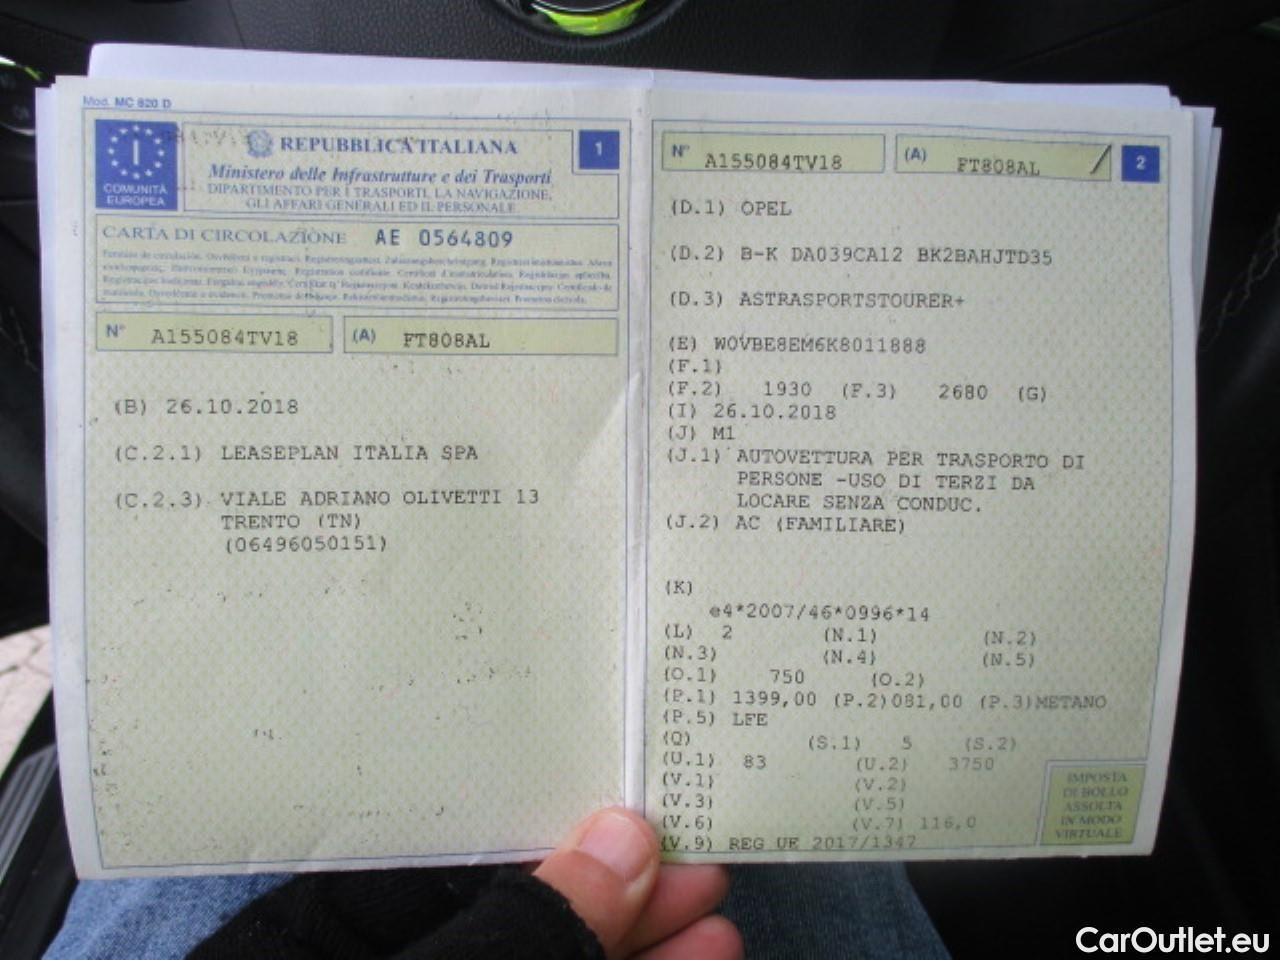 Mod. MC 820 D
I
COMUNITÀ
EUROPEA
REPUBBLICA ITALIANA
Ministero delle Infrastrutture e dei Trasporti
DIPARTIMENTO PER I TRASPORTI, LA NAVIGAZIONE,
GLI AFFARI GENERALI ED IL PERSONALE
1
CARTA DI CIRCOLAZIONE AE 0564809
N° A155084TV18 (A) FT808AL
(B) 26.10.2018
(C.2.1) LEASEPLAN ITALIA SPA
(C.2.3) VIALE ADRIANO OLIVETTI 13
TRENTO (TN)
(06496050151)
N° A155084TV18 (A) FT808AL
2
(D.1) OPEL
(D.2) B-K DA039CA12 BK2BAHJTD35
(D.3) ASTRASPORTSTOURER+
(E) W0VBE8EM6K8011888
(F.1)
(F.2) 1930 (F.3) 2680 (G)
(I) 26.10.2018
(J) M1
(J.1) AUTOVETTURA PER TRASPORTO DI
PERSONE -USO DI TERZI DA
LOCARE SENZA CONDUC.
(J.2) AC (FAMILIARE)
(K)
e4*2007/46*0996*14
(L) 2 (N.1) (N.2)
(N.3) (N.4) (N.5)
(O.1) 750 (O.2)
(P.1) 1399,00 (P.2)081,00 (P.3)METANO
(P.5) LFE
(Q) (S.1) 5 (S.2)
(U.1) 83 (U.2) 3750
(V.1) (V.2)
(V.3) (V.5)
(V.6) (V.7) 116,0
(V.9) REG UE 2017/1347
IMPOSTA
DI BOLLO
ASSOLTA
IN MODO
VIRTUALE
CarOutlet.eu